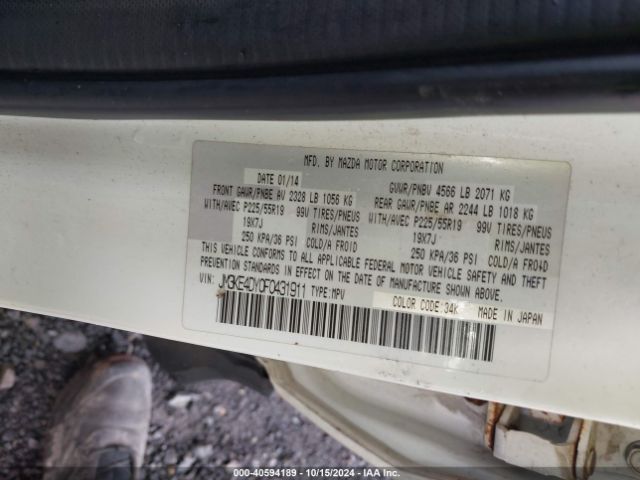 MFD. BY MAZDA MOTOR CORPORATION
DATE 01/14 GVWR/PNBV 4566 LB 2071 KG
FRONT GAWR/PNBE AV 2328 LB 1056 KG REAR GAWR/PNBE AR 2244 LB 1018 KG
WITH/AVEC P225/55R19 99V TIRES/PNEUS WITH/AVEC P225/55R19 99V TIRES/PNEUS
19X7J RIMS/JANTES 19X7J RIMS/JANTES
250 KPA/36 PSI COLD/A FROID 250 KPA/36 PSI COLD/A FROID
THIS VEHICLE CONFORMS TO ALL APPLICABLE FEDERAL MOTOR VEHICLE SAFETY AND THEFT
PREVENTION STANDARDS IN EFFECT ON THE DATE OF MANUFACTURE SHOWN ABOVE.
VIN: JM3KE4DY0F0431911 TYPE: MPV
COLOR CODE: 34K MADE IN JAPAN
00-40594189 - 10/15/2024 - IAA Inc.